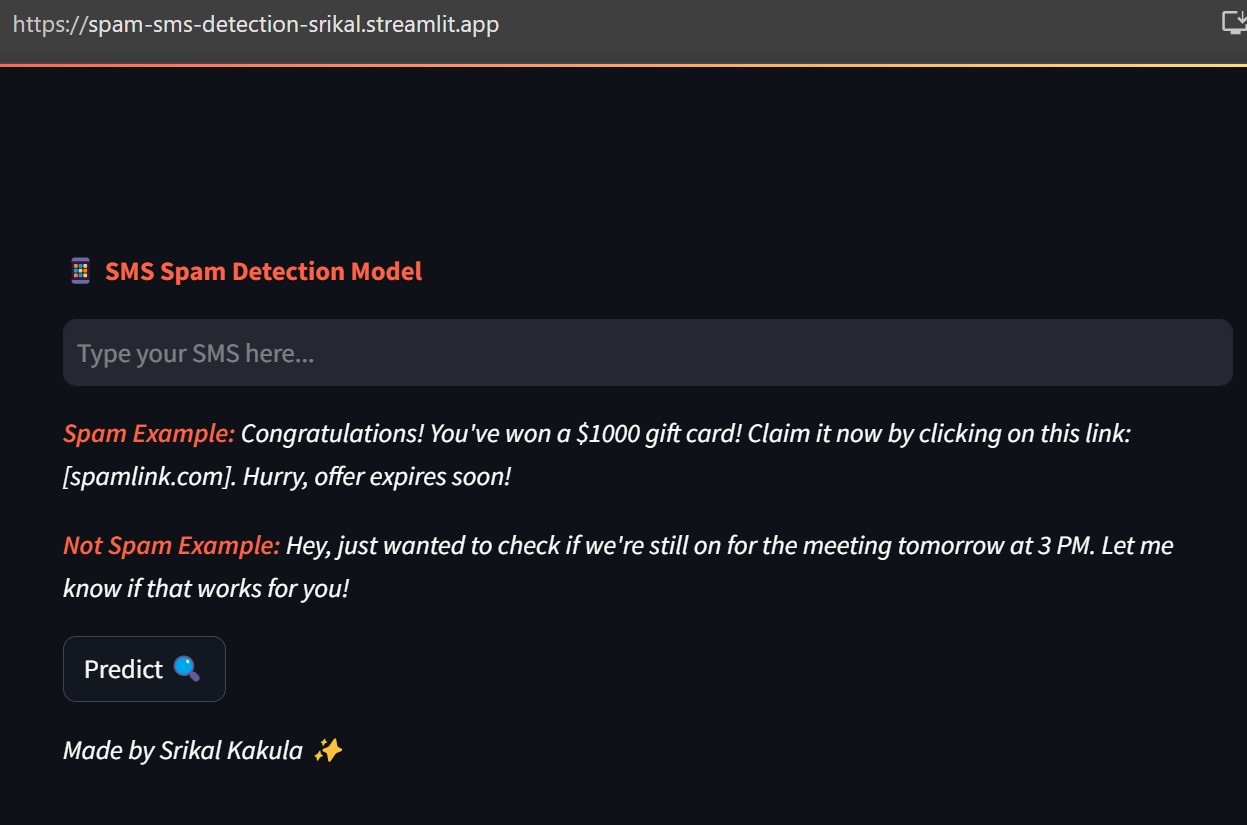 https://spam-sms-detection-srikal.streamlit.app
SMS Spam Detection Model
Type your SMS here...
Spam Example: Congratulations! You've won a $1000 gift card! Claim it now by clicking on this link:
[spamlink.com]. Hurry, offer expires soon!
Not Spam Example: Hey, just wanted to check if we're still on for the meeting tomorrow at 3 PM. Let me
know if that works for you!
Predict
Made by Srikal Kakula